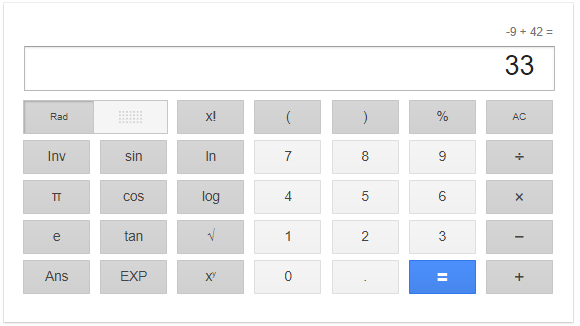 -9 + 42 =
33
Rad x! ( ) % AC
Inv sin ln 7 8 9 ÷
π cos log 4 5 6 ×
e tan √ 1 2 3 −
Ans EXP xʸ 0 . = +